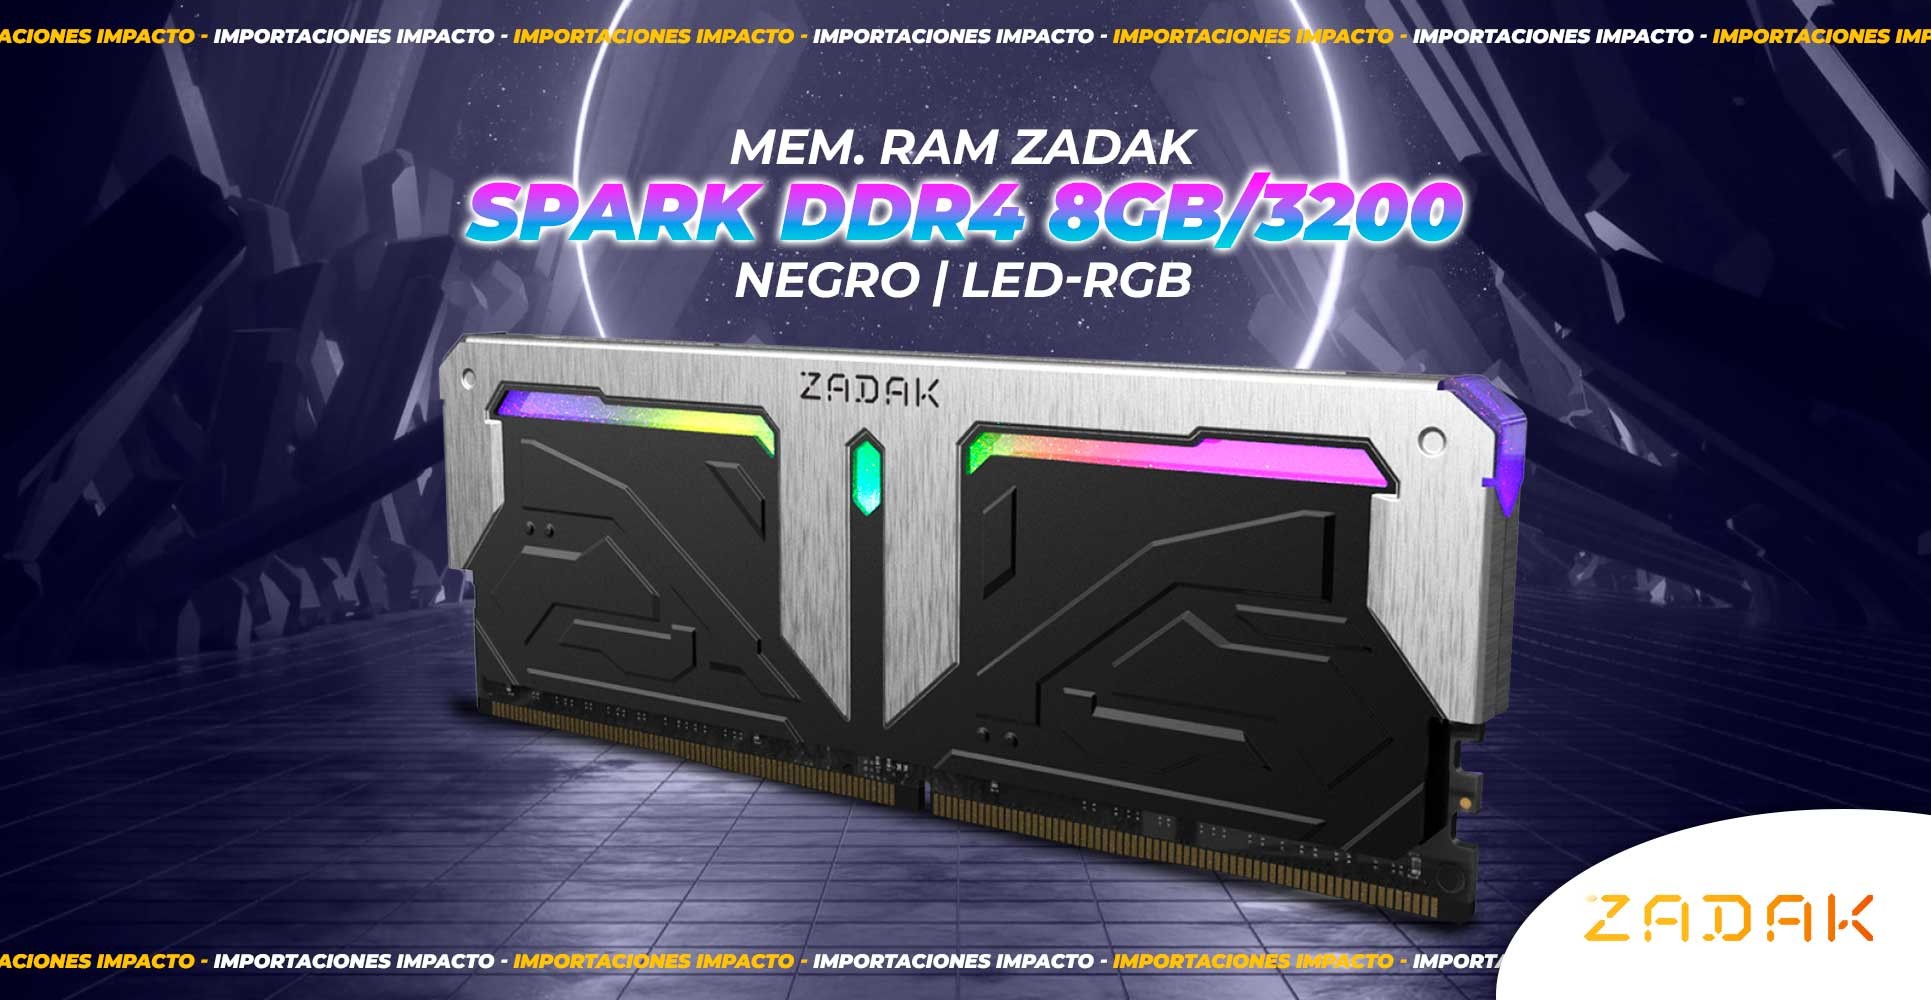 ACIONES IMPACTO - IMPORTACIONES IMPACTO - IMPORTACIONES IMPACTO - IMPORTACIONES IMPACTO - IMPORTACIONES IMPACTO - IMPORTACIONES IMPACTO - IMPORTACIONES IMP
MEM. RAM ZADAK
SPARK DDR4 8GB/3200
NEGRO | LED-RGB
ZADAK
ZADAK
ACIONES IMPACTO - IMPORTACIONES IMPACTO - IMPORTACIONES IMPACTO - IMPORTACIONES IMPACTO - IMPORTACIONES IMPACTO - IMPORTA